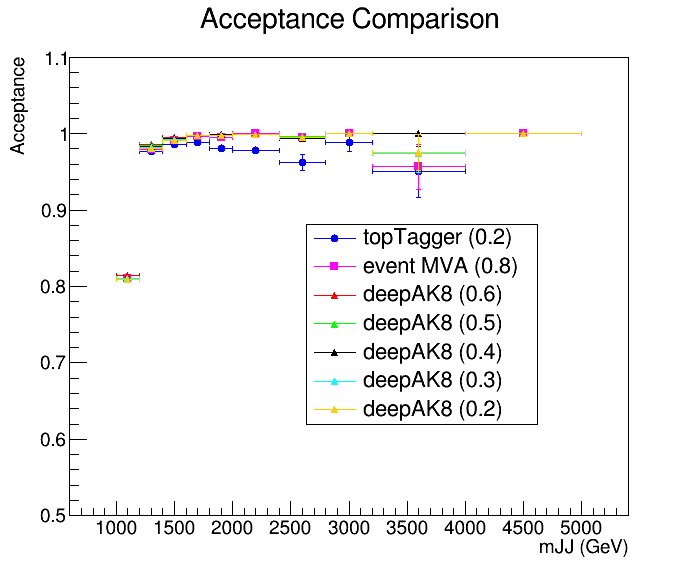 Acceptance Comparison
Acceptance
1.1
1
0.9
0.8
0.7
0.6
0.5
topTagger (0.2)
event MVA (0.8)
deepAK8 (0.6)
deepAK8 (0.5)
deepAK8 (0.4)
deepAK8 (0.3)
deepAK8 (0.2)
1000 1500 2000 2500 3000 3500 4000 4500 5000
mJJ (GeV)